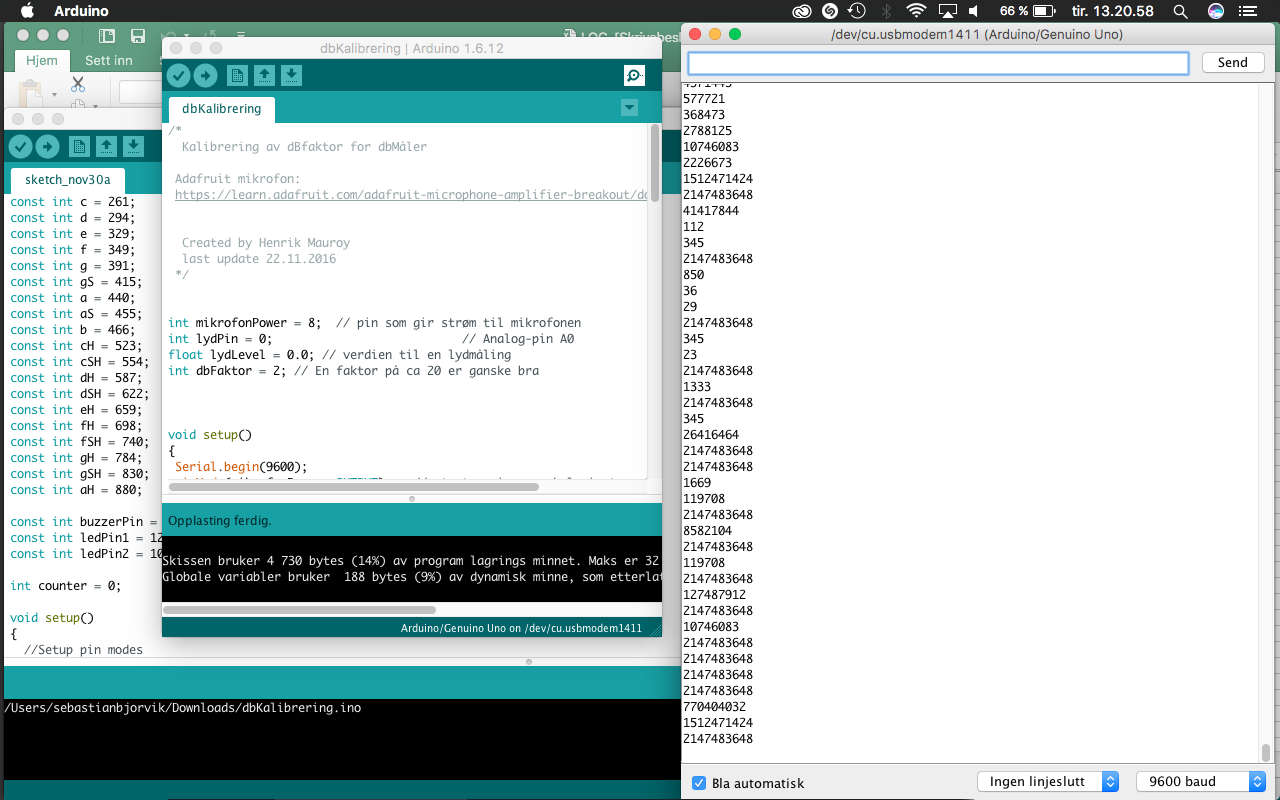 Arduino
66 %
tir. 13.20.58
Hjem
Sett inn
LOG
dbKalibrering | Arduino 1.6.12
dbKalibrering
/*
Kalibrering av dBfaktor for dbMåler
Adafruit mikrofon:
https://learn.adafruit.com/adafruit-microphone-amplifier-breakout/
Created by Henrik Mauroy
last update 22.11.2016
*/
int mikrofonPower = 8;  // pin som gir strøm til mikrofonen
int lydPin = 0;  // Analog-pin A0
float lydLevel = 0.0; // verdien til en lydmåling
int dbFaktor = 2; // En faktor på ca 20 er ganske bra
void setup()
{
Serial.begin(9600);
Opplasting ferdig.
Skissen bruker 4 730 bytes (14%) av program lagrings minnet. Maks er 32
Globale variabler bruker  188 bytes (9%) av dynamisk minne, som etterlat
Arduino/Genuino Uno on /dev/cu.usbmodem1411
sketch_nov30a
const int c = 261;
const int d = 294;
const int e = 329;
const int f = 349;
const int g = 391;
const int gS = 415;
const int a = 440;
const int aS = 455;
const int b = 466;
const int cH = 523;
const int cSH = 554;
const int dH = 587;
const int dSH = 622;
const int eH = 659;
const int fH = 698;
const int fSH = 740;
const int gH = 784;
const int gSH = 830;
const int aH = 880;
const int buzzerPin =
const int ledPin1 = 12
const int ledPin2 = 10
int counter = 0;
void setup()
{
//Setup pin modes
/Users/sebastianbjorvik/Downloads/dbKalibrering.ino
/dev/cu.usbmodem1411 (Arduino/Genuino Uno)
Send
4571445
577721
368473
2788125
10746083
2226673
1512471424
2147483648
41417844
112
345
2147483648
850
36
29
2147483648
345
23
2147483648
1333
2147483648
345
26416464
2147483648
2147483648
1669
119708
2147483648
8582104
2147483648
119708
2147483648
127487912
2147483648
10746083
2147483648
2147483648
2147483648
2147483648
770404032
1512471424
2147483648
Bla automatisk
Ingen linjeslutt
9600 baud